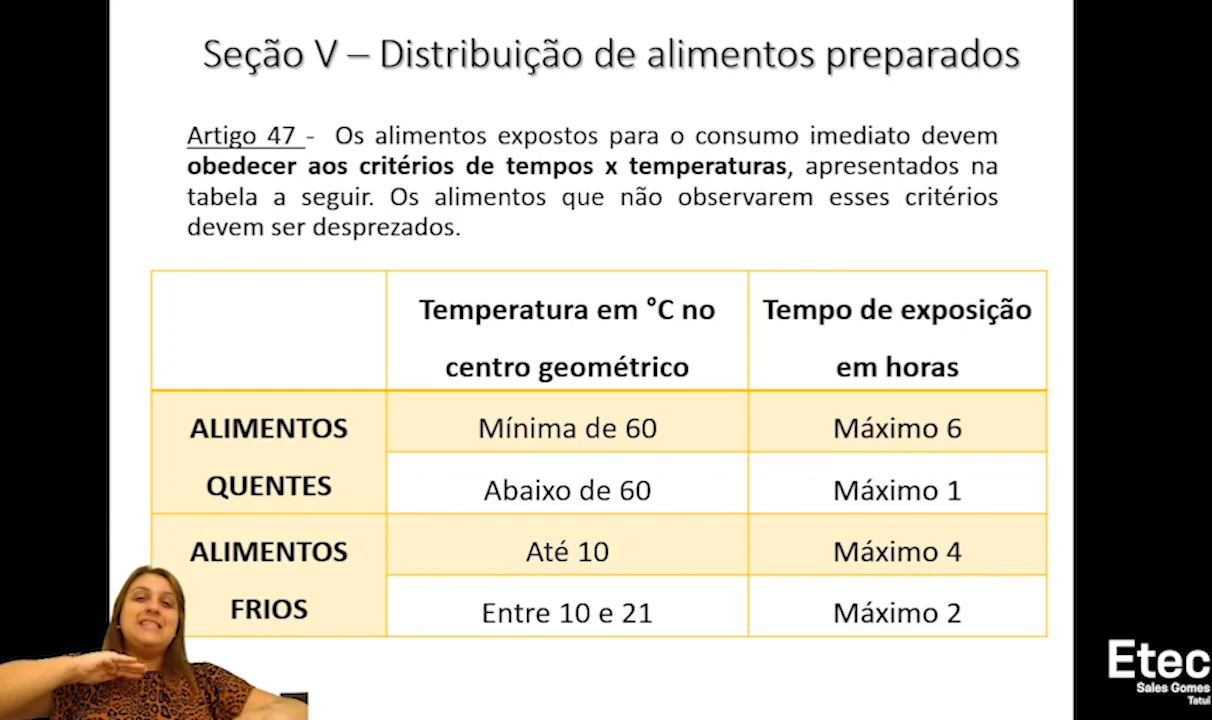 Seção V – Distribuição de alimentos preparados
Artigo 47 - Os alimentos expostos para o consumo imediato devem
obedecer aos critérios de tempos x temperaturas, apresentados na
tabela a seguir. Os alimentos que não observarem esses critérios
devem ser desprezados.
Temperatura em °C no
centro geométrico
Tempo de exposição
em horas
ALIMENTOS
QUENTES
Mínima de 60
Máximo 6
Abaixo de 60
Máximo 1
ALIMENTOS
FRIOS
Até 10
Máximo 4
Entre 10 e 21
Máximo 2
Etec
Sales Gomes
Tatuí